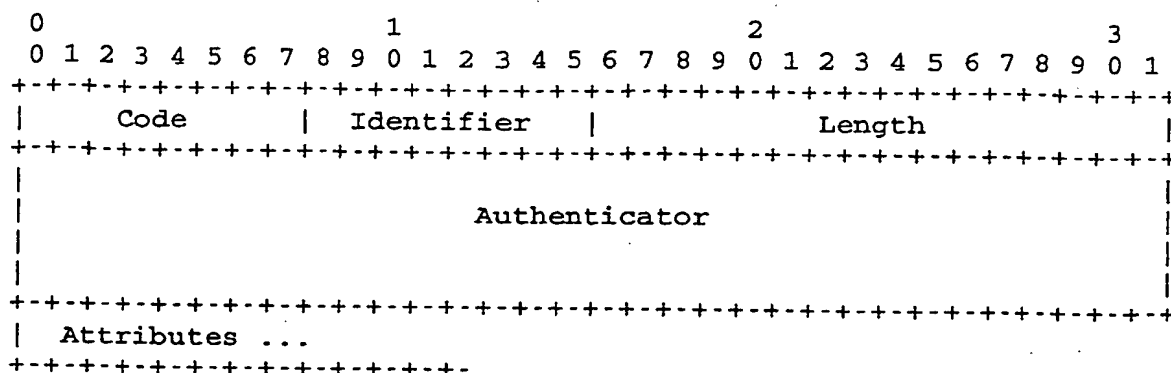 0                   1                   2                   3
0 1 2 3 4 5 6 7 8 9 0 1 2 3 4 5 6 7 8 9 0 1 2 3 4 5 6 7 8 9 0 1
+-+-+-+-+-+-+-+-+-+-+-+-+-+-+-+-+-+-+-+-+-+-+-+-+-+-+-+-+-+-+-+-+
| Code | Identifier | Length |
+-+-+-+-+-+-+-+-+-+-+-+-+-+-+-+-+-+-+-+-+-+-+-+-+-+-+-+-+-+-+-+-+
| |
| Authenticator |
| |
| |
+-+-+-+-+-+-+-+-+-+-+-+-+-+-+-+-+-+-+-+-+-+-+-+-+-+-+-+-+-+-+-+-+
| Attributes ...
+-+-+-+-+-+-+-+-+-+-+-+-+-